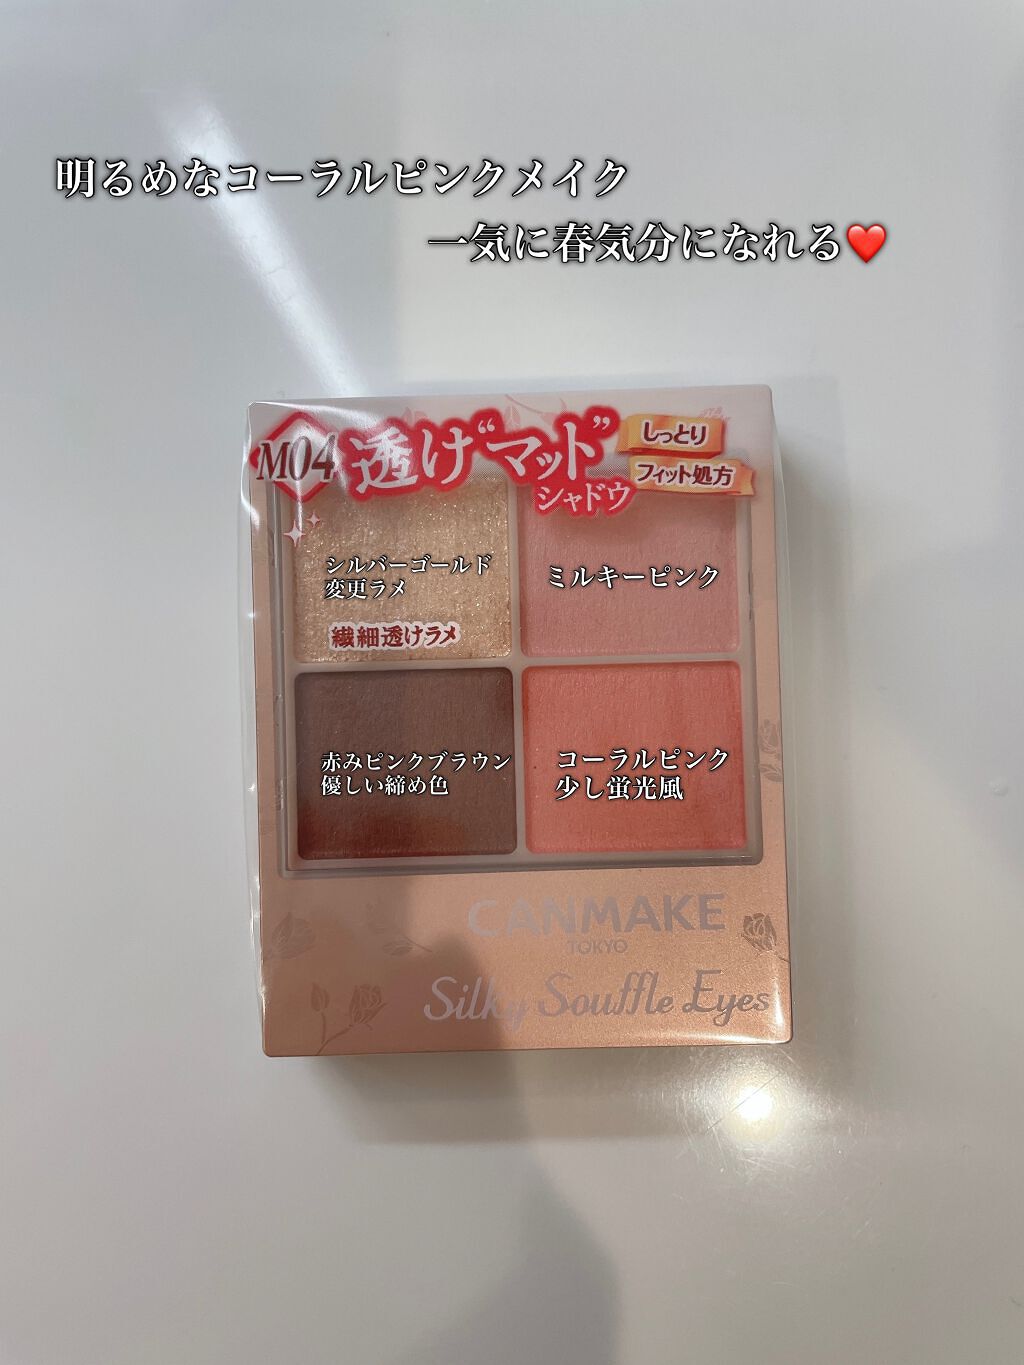 明るめなコーラルピンクメイク
一気に春気分になれる❤️
M04 透け“マット”シャドウ
しっとり
フィット処方
シルバーゴールド
変更ラメ
繊細透けラメ
ミルキーピンク
赤みピンクブラウン
優しい締め色
コーラルピンク
少し蛍光風
CANMAKE
TOKYO
Silky Souffle Eyes